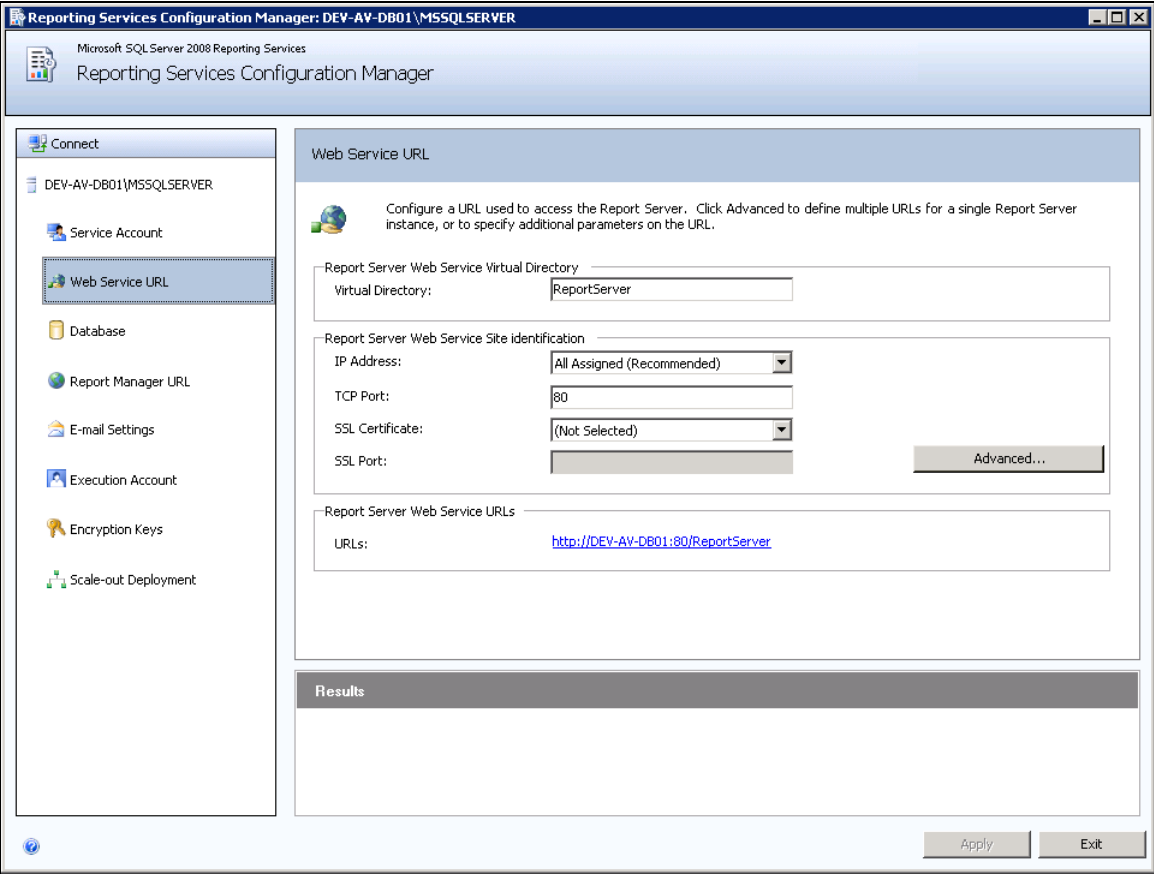 Reporting Services Configuration Manager: DEV-AV-DB01\MSSQLSERVER
Microsoft SQL Server 2008 Reporting Services
Reporting Services Configuration Manager
Connect
DEV-AV-DB01\MSSQLSERVER
Service Account
Web Service URL
Database
Report Manager URL
E-mail Settings
Execution Account
Encryption Keys
Scale-out Deployment
Web Service URL
Configure a URL used to access the Report Server. Click Advanced to define multiple URLs for a single Report Server
instance, or to specify additional parameters on the URL.
Report Server Web Service Virtual Directory
Virtual Directory: ReportServer
Report Server Web Service Site identification
IP Address: All Assigned (Recommended)
TCP Port: 80
SSL Certificate: (Not Selected)
SSL Port:
Advanced...
Report Server Web Service URLs
URLs: http://DEV-AV-DB01:80/ReportServer
Results
Apply Exit